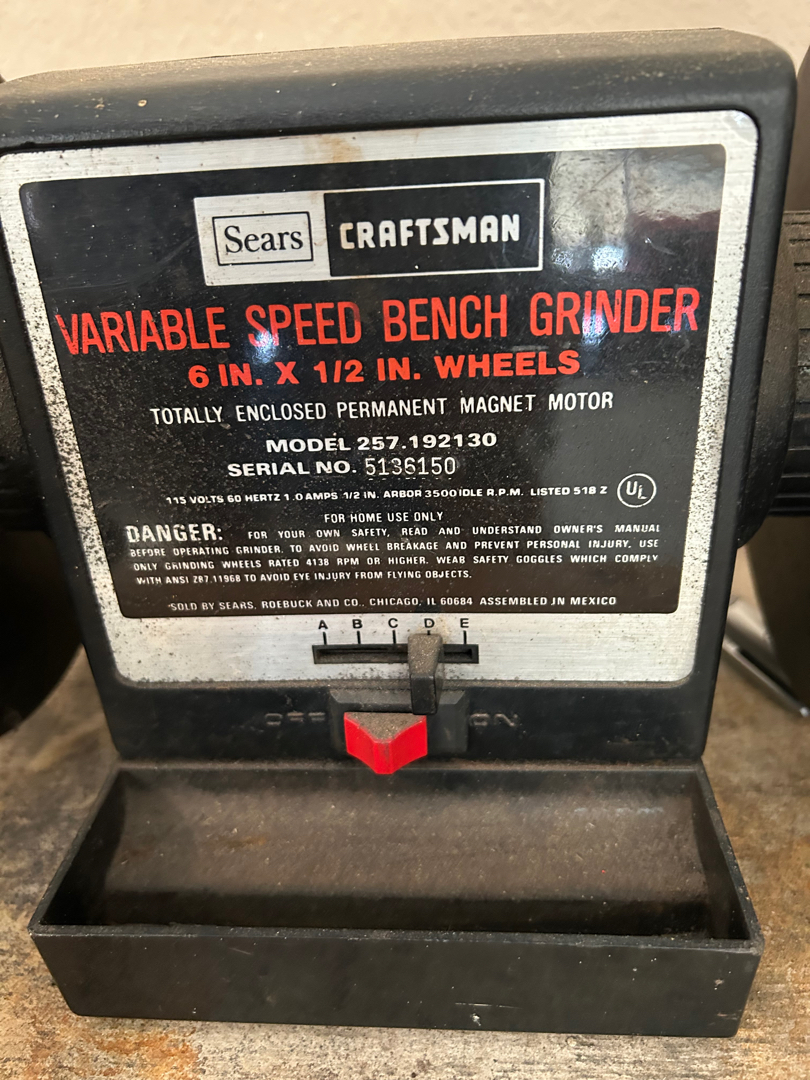 Sears CRAFTSMAN
VARIABLE SPEED BENCH GRINDER
6 IN. X 1/2 IN. WHEELS
TOTALLY ENCLOSED PERMANENT MAGNET MOTOR
MODEL 257.192130
SERIAL NO. 5136150
115 VOLTS 60 HERTZ 1.0 AMPS 1/2 IN. ARBOR 3500 IDLE R.P.M. LISTED 518 Z UL
FOR HOME USE ONLY
DANGER: FOR YOUR OWN SAFETY, READ AND UNDERSTAND OWNER'S MANUAL
BEFORE OPERATING GRINDER. TO AVOID WHEEL BREAKAGE AND PREVENT PERSONAL INJURY, USE
ONLY GRINDING WHEELS RATED 4138 RPM OR HIGHER. WEAR SAFETY GOGGLES WHICH COMPLY
WITH ANSI Z87.11968 TO AVOID EYE INJURY FROM FLYING OBJECTS.
SOLD BY SEARS, ROEBUCK AND CO., CHICAGO, IL 60684 ASSEMBLED IN MEXICO
A B C D E
OFF ON